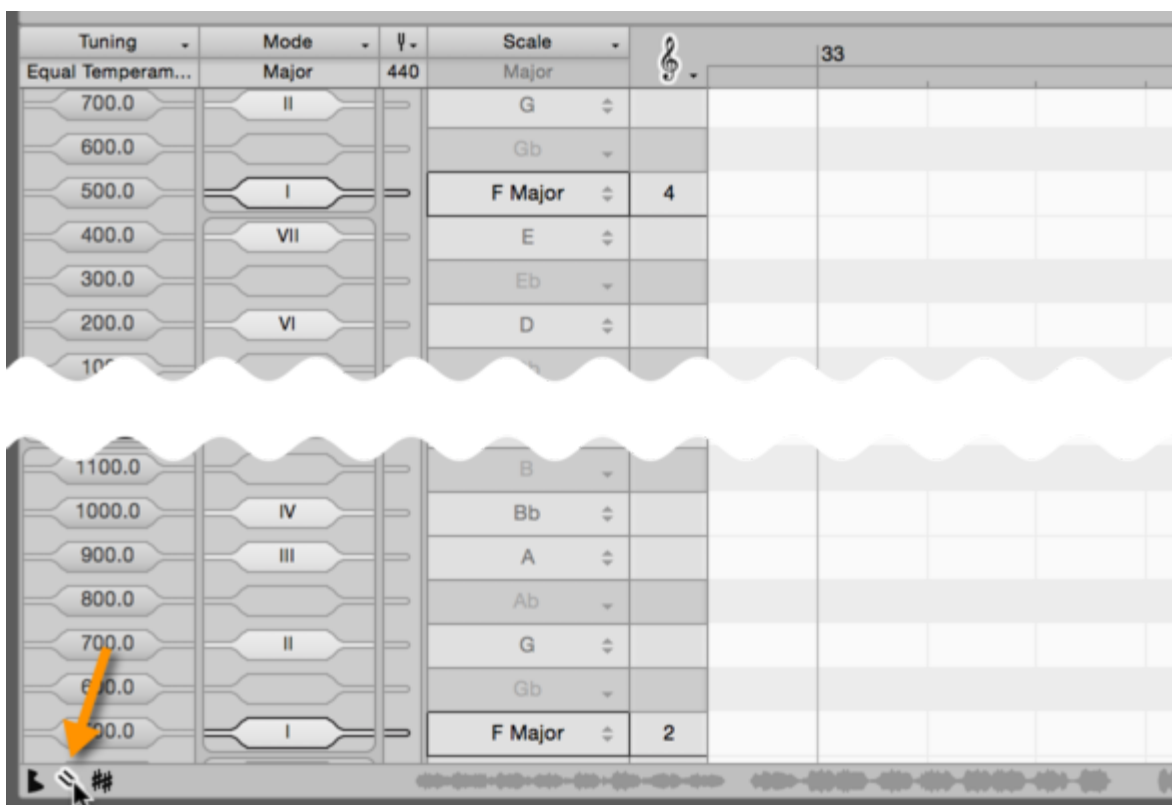 Tuning Mode Scale 33
Equal Temperam... Major 440 Major
700.0 II G
600.0 Gb
500.0 I F Major 4
400.0 VII E
300.0 Eb
200.0 VI D
1100.0 B
1000.0 IV Bb
900.0 III A
800.0 Ab
700.0 II G
Gb
I F Major 2